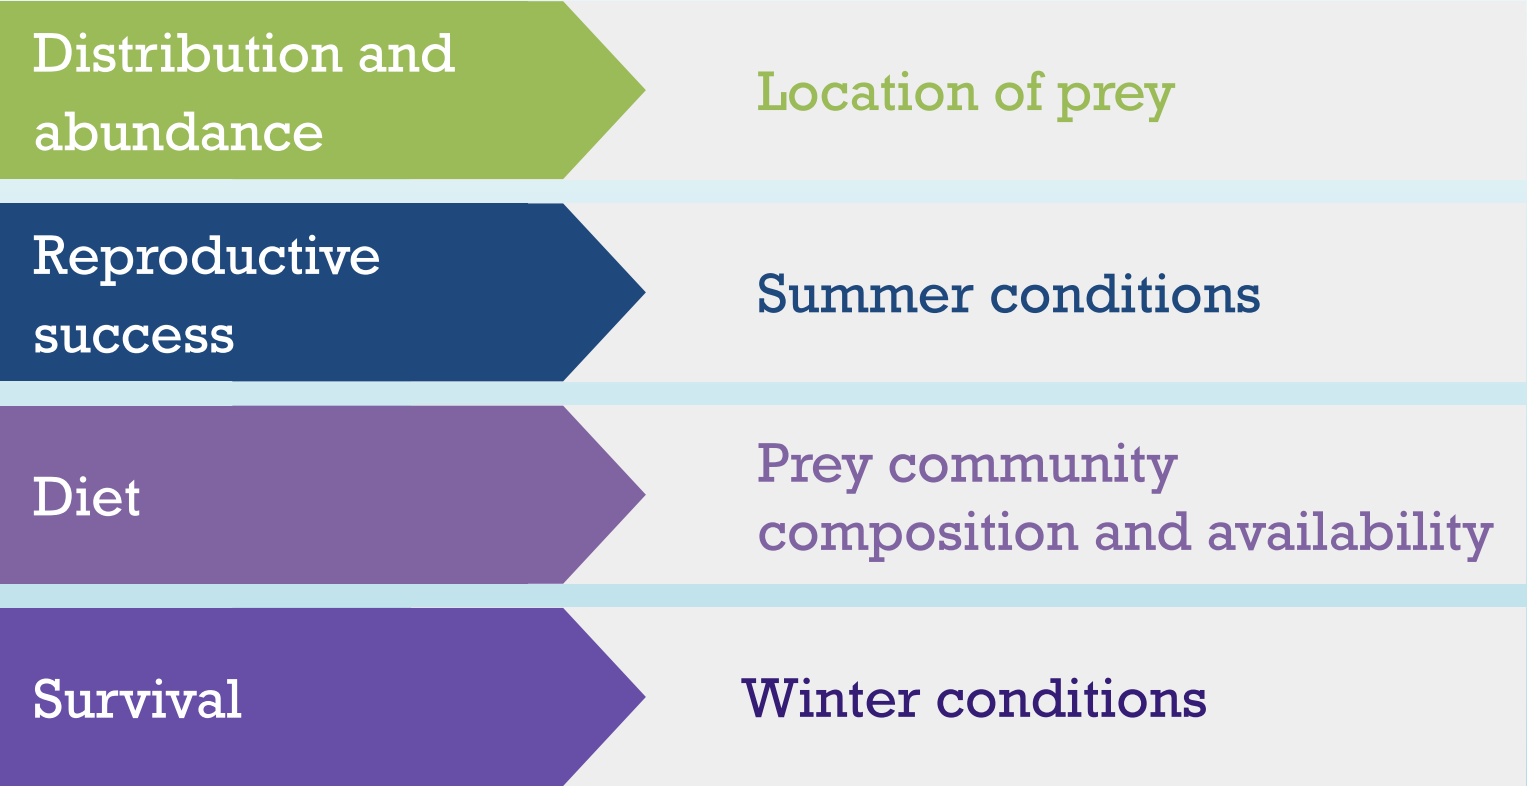 Distribution and
abundance
Location of prey
Reproductive
success
Summer conditions
Diet
Prey community
composition and availability
Survival
Winter conditions